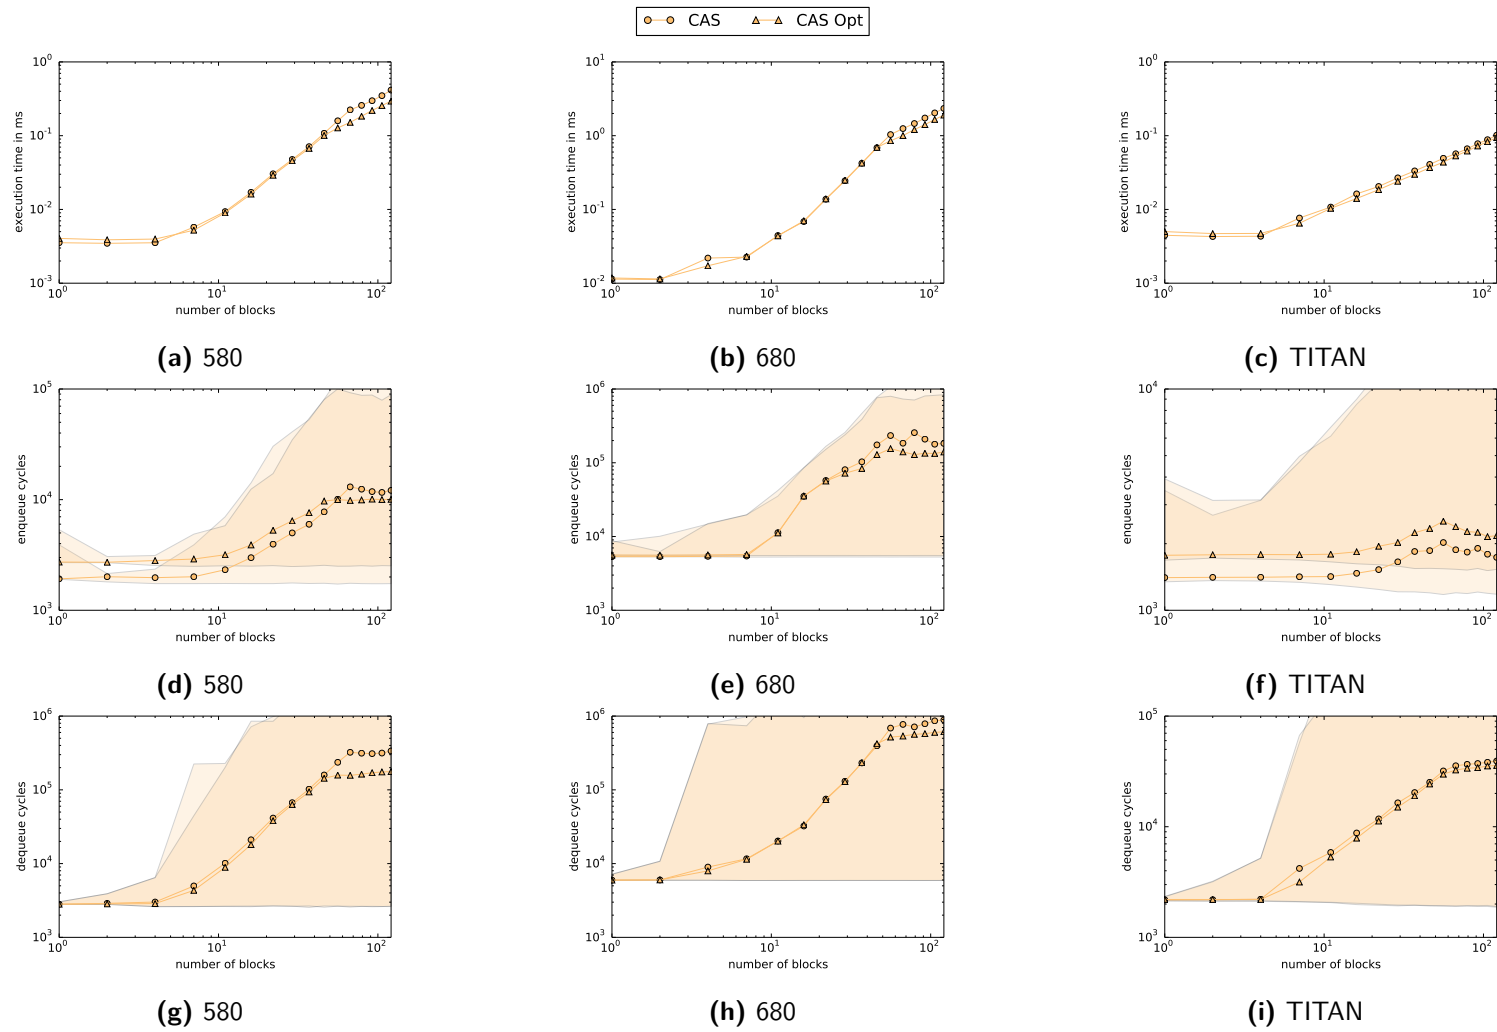 CAS CAS Opt
10^0 10^1 10^0
10^-1 10^0 10^-1
10^-2 10^-1 10^-2
10^-3 10^-2 10^-3
execution time in ms execution time in ms execution time in ms
10^0 10^1 10^2 10^0 10^1 10^2 10^0 10^1 10^2
number of blocks number of blocks number of blocks
(a) 580 (b) 680 (c) TITAN
10^5 10^6 10^4
10^4 10^5
10^3 10^4 10^3
10^3
enqueue cycles enqueue cycles enqueue cycles
10^0 10^1 10^2 10^0 10^1 10^2 10^0 10^1 10^2
number of blocks number of blocks number of blocks
(d) 580 (e) 680 (f) TITAN
10^6 10^6 10^5
10^5 10^5
10^4 10^4 10^4
10^3 10^3 10^3
dequeue cycles dequeue cycles dequeue cycles
10^0 10^1 10^2 10^0 10^1 10^2 10^0 10^1 10^2
number of blocks number of blocks number of blocks
(g) 580 (h) 680 (i) TITAN